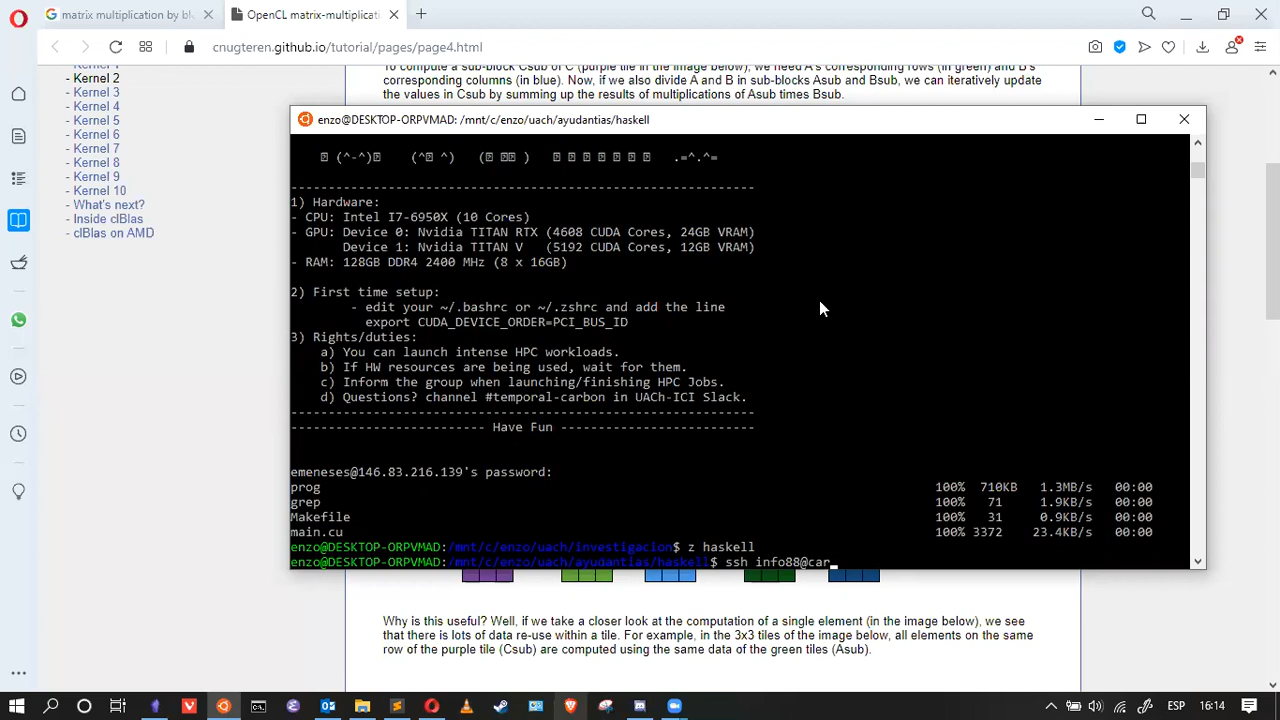 matrix multiplication by bl
OpenCL matrix-multiplicati
cnugteren.github.io/tutorial/pages/page4.html
- Kernel 2
- Kernel 3
- Kernel 4
- Kernel 5
- Kernel 6
- Kernel 7
- Kernel 8
- Kernel 9
- Kernel 10
- What's next?
- Inside clBlas
- clBlas on AMD
To compute a sub-block Csub of C (purple tile in the image below), we need A's corresponding rows (in green) and B's
corresponding columns (in blue). Now, if we also divide A and B in sub-blocks Asub and Bsub, we can iteratively update
the values in Csub by summing up the results of multiplications of Asub times Bsub.
enzo@DESKTOP-ORPVMAD: /mnt/c/enzo/uach/ayudantias/haskell
(^-^) (^ ^) ( ) .=^.^=
--------------------------------------------------------------
1) Hardware:
- CPU: Intel I7-6950X (10 Cores)
- GPU: Device 0: Nvidia TITAN RTX (4608 CUDA Cores, 24GB VRAM)
Device 1: Nvidia TITAN V (5192 CUDA Cores, 12GB VRAM)
- RAM: 128GB DDR4 2400 MHz (8 x 16GB)
2) First time setup:
- edit your ~/.bashrc or ~/.zshrc and add the line
export CUDA_DEVICE_ORDER=PCI_BUS_ID
3) Rights/duties:
a) You can launch intense HPC workloads.
b) If HW resources are being used, wait for them.
c) Inform the group when launching/finishing HPC Jobs.
d) Questions? channel #temporal-carbon in UACh-ICI Slack.
--------------------------------------------------------------
-------------------------- Have Fun --------------------------
emeneses@146.83.216.139's password:
prog 100% 710KB 1.3MB/s 00:00
grep 100% 71 1.9KB/s 00:00
Makefile 100% 31 0.9KB/s 00:00
main.cu 100% 3372 23.4KB/s 00:00
enzo@DESKTOP-ORPVMAD:/mnt/c/enzo/uach/investigacion$ z haskell
enzo@DESKTOP-ORPVMAD:/mnt/c/enzo/uach/ayudantias/haskell$ ssh info88@car
Why is this useful? Well, if we take a closer look at the computation of a single element (in the image below), we see
that there is lots of data re-use within a tile. For example, in the 3x3 tiles of the image below, all elements on the same
row of the purple tile (Csub) are computed using the same data of the green tiles (Asub).
ESP
16:14